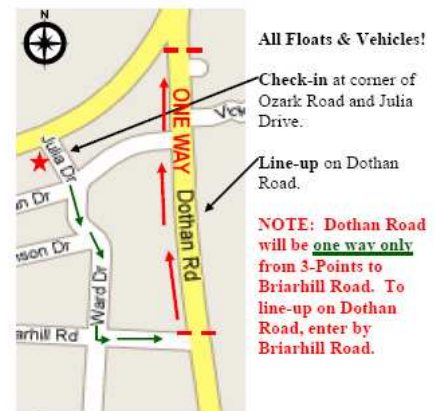 N
All Floats & Vehicles!
Check-in at corner of
Ozark Road and Julia
Drive.
Line-up on Dothan
Road.
NOTE: Dothan Road
will be one way only
from 3-Points to
Briarhill Road. To
line-up on Dothan
Road, enter by
Briarhill Road.
ONE WAY
Dothan Rd
Julia Dr
n Dr
nson Dr
Ward Dr
arhill Rd